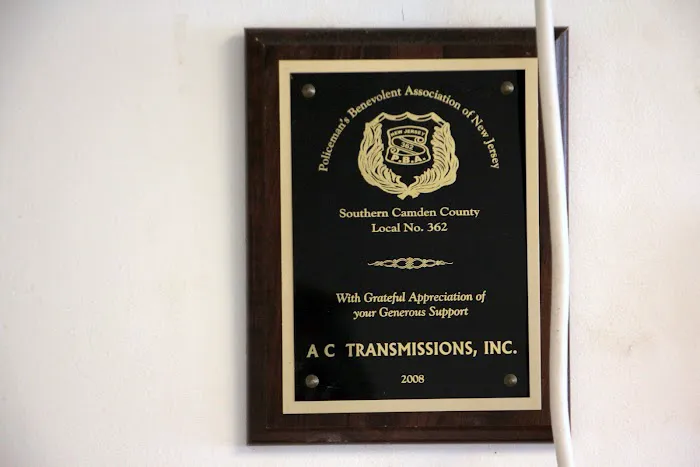 Policeman's Benevolent Association of New Jersey
NEW JERSEY
362
P.B.A.
Southern Camden County
Local No. 362
With Grateful Appreciation of
your Generous Support
A C TRANSMISSIONS, INC.
2008